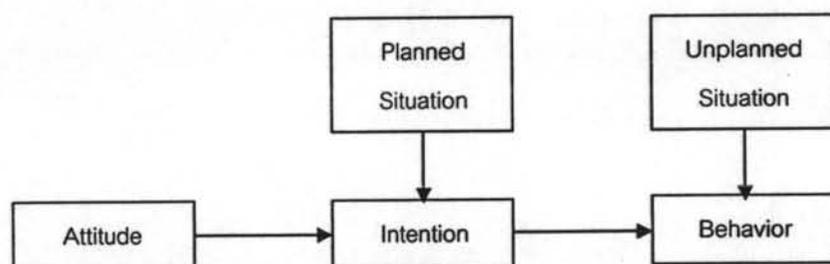 Planned
Situation
Unplanned
Situation
Attitude
Intention
Behavior